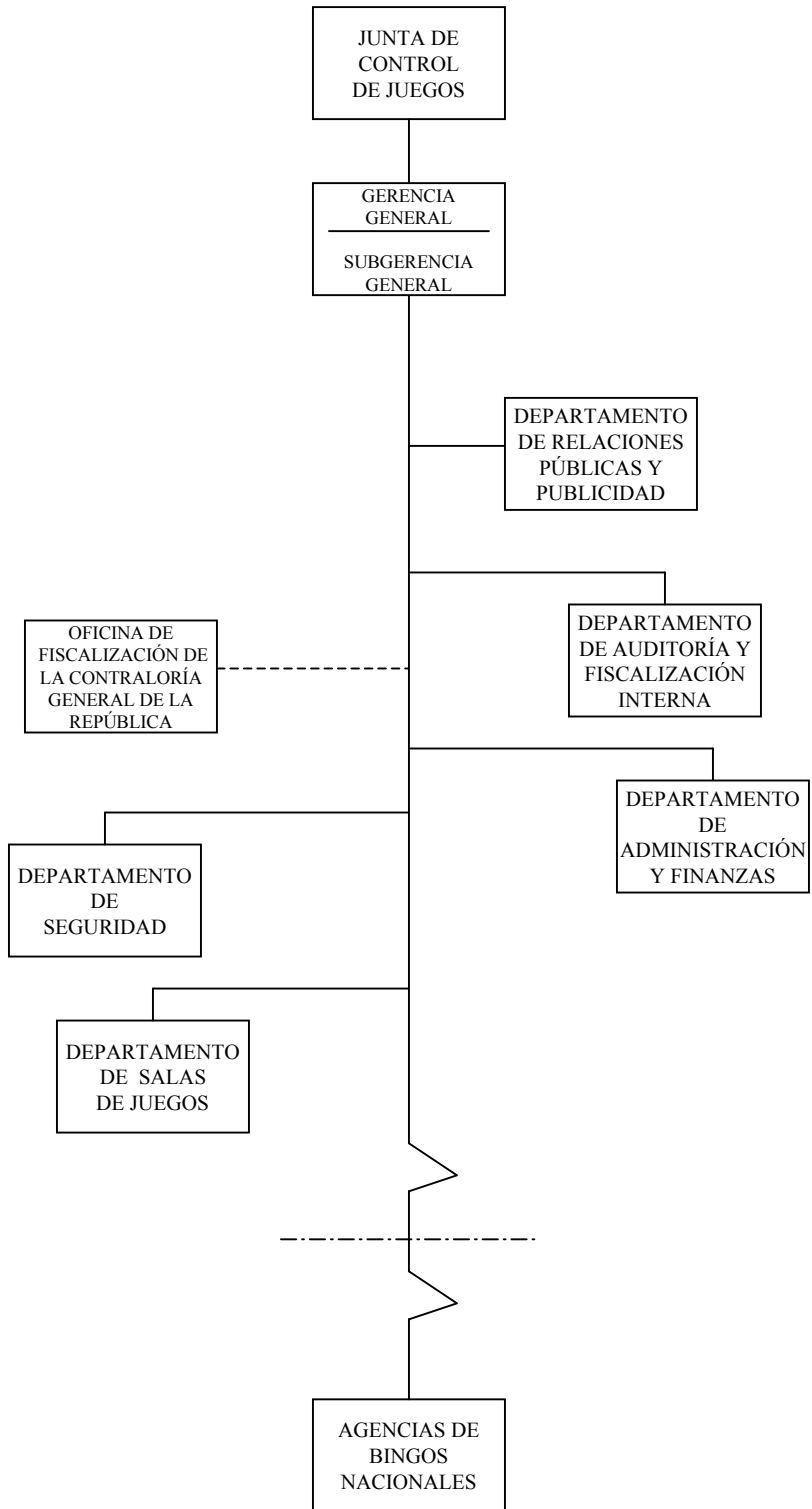 JUNTA DE
CONTROL
DE JUEGOS
GERENCIA
GENERAL
SUBGERENCIA
GENERAL
DEPARTAMENTO
DE RELACIONES
PÚBLICAS Y
PUBLICIDAD
DEPARTAMENTO
DE AUDITORÍA Y
FISCALIZACIÓN
INTERNA
OFICINA DE
FISCALIZACIÓN DE
LA CONTRALORÍA
GENERAL DE LA
REPÚBLICA
DEPARTAMENTO
DE
ADMINISTRACIÓN
Y FINANZAS
DEPARTAMENTO
DE
SEGURIDAD
DEPARTAMENTO
DE SALAS
DE JUEGOS
AGENCIAS DE
BINGOS
NACIONALES